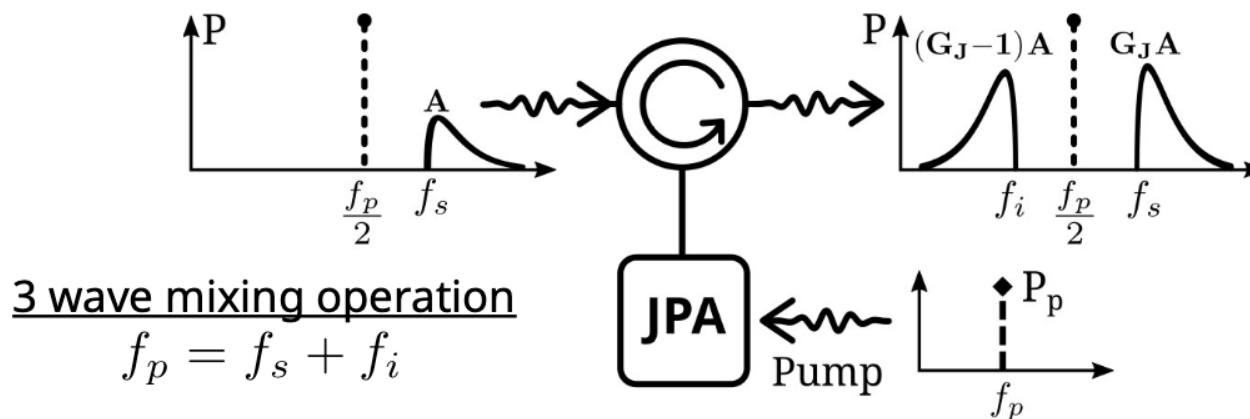 P
A
f_p/2
f_s
P
(G_J−1)A
G_J A
f_i
f_p/2
f_s
3 wave mixing operation
f_p = f_s + f_i
JPA
Pump
P_p
f_p